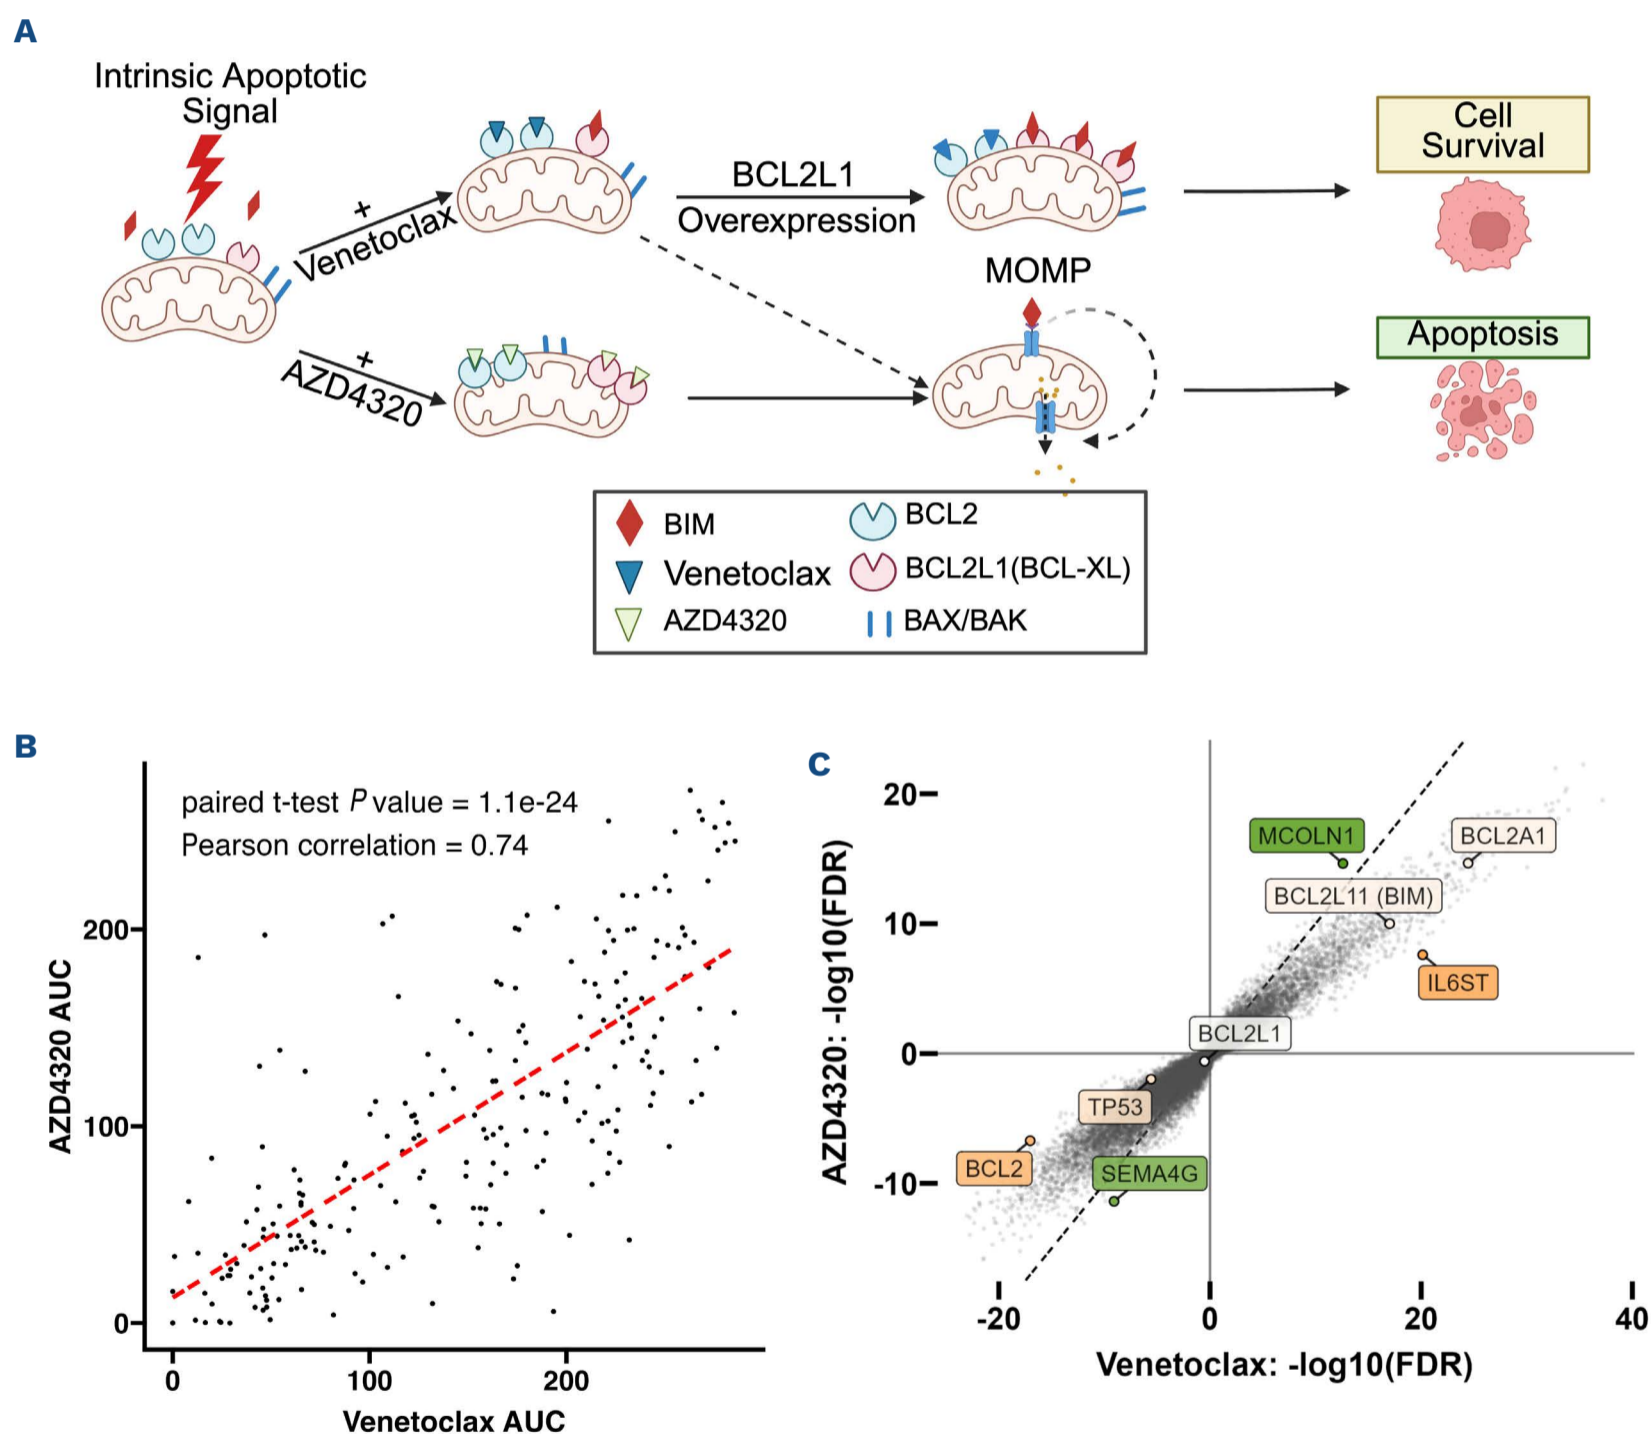 A
Intrinsic Apoptotic
Signal
+
Venetoclax
BCL2L1
Overexpression
Cell
Survival
MOMP
+
AZD4320
Apoptosis
BIM
BCL2
Venetoclax
BCL2L1(BCL-XL)
AZD4320
BAX/BAK
B
paired t-test P value = 1.1e-24
Pearson correlation = 0.74
AZD4320 AUC
200
100
0
0
100
200
Venetoclax AUC
C
AZD4320: -log10(FDR)
20
10
0
-10
MCOLN1
BCL2A1
BCL2L11 (BIM)
IL6ST
BCL2L1
TP53
BCL2
SEMA4G
-20
0
20
40
Venetoclax: -log10(FDR)